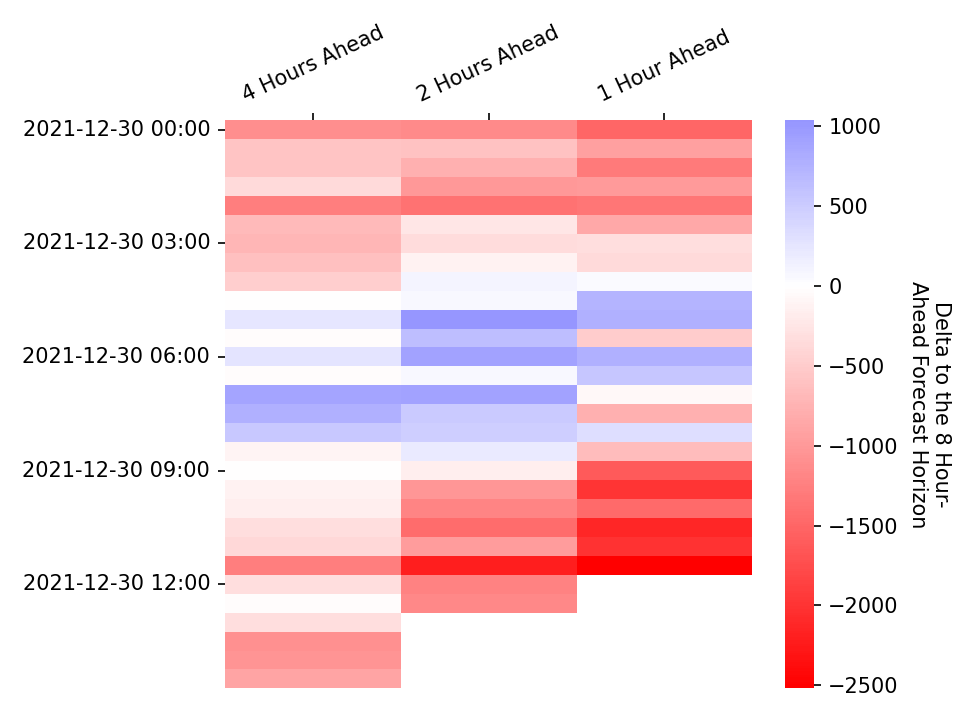 4 Hours Ahead
2 Hours Ahead
1 Hour Ahead
2021-12-30 00:00
2021-12-30 03:00
2021-12-30 06:00
2021-12-30 09:00
2021-12-30 12:00
1000
500
0
−500
−1000
−1500
−2000
−2500
Delta to the 8 Hour-
Ahead Forecast Horizon